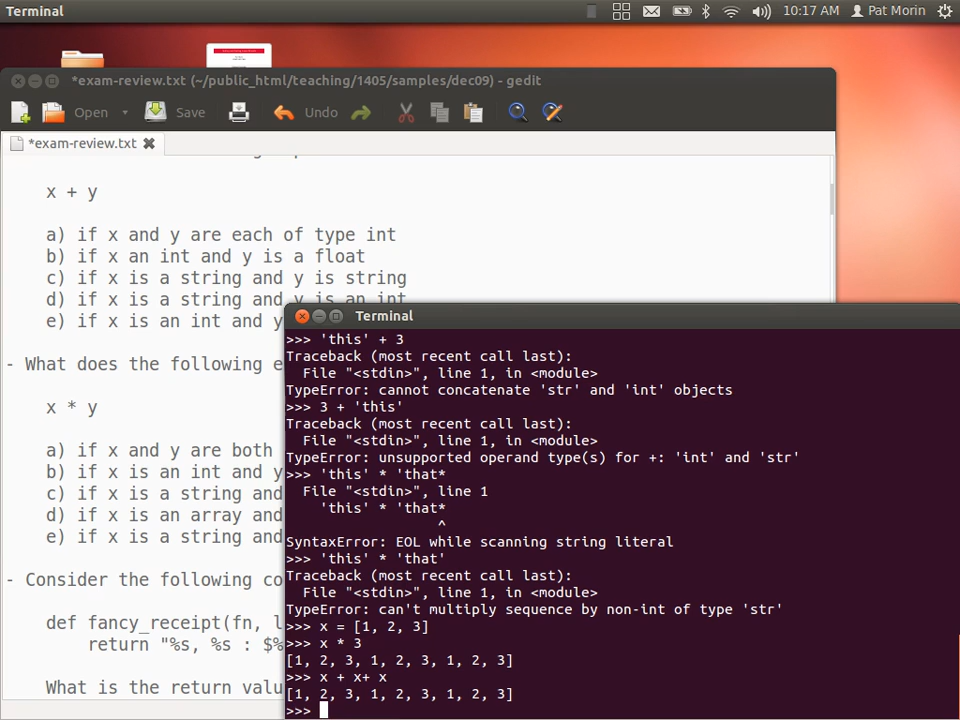 Terminal
10:17 AM
Pat Morin
*exam-review.txt (~/public_html/teaching/1405/samples/dec09) - gedit
Open
Save
Undo
*exam-review.txt
x + y
a) if x and y are each of type int
b) if x an int and y is a float
c) if x is a string and y is string
d) if x is a string and y is an int
e) if x is an int and y
- What does the following e
x * y
a) if x and y are both
b) if x is an int and y
c) if x is a string and
d) if x is an array and
e) if x is a string and
- Consider the following co
def fancy_receipt(fn, l
return "%s, %s : $%
What is the return valu
Terminal
>>> 'this' + 3
Traceback (most recent call last):
File "<stdin>", line 1, in <module>
TypeError: cannot concatenate 'str' and 'int' objects
>>> 3 + 'this'
Traceback (most recent call last):
File "<stdin>", line 1, in <module>
TypeError: unsupported operand type(s) for +: 'int' and 'str'
>>> 'this' * 'that*
File "<stdin>", line 1
'this' * 'that*
^
SyntaxError: EOL while scanning string literal
>>> 'this' * 'that'
Traceback (most recent call last):
File "<stdin>", line 1, in <module>
TypeError: can't multiply sequence by non-int of type 'str'
>>> x = [1, 2, 3]
>>> x * 3
[1, 2, 3, 1, 2, 3, 1, 2, 3]
>>> x + x+ x
[1, 2, 3, 1, 2, 3, 1, 2, 3]
>>>